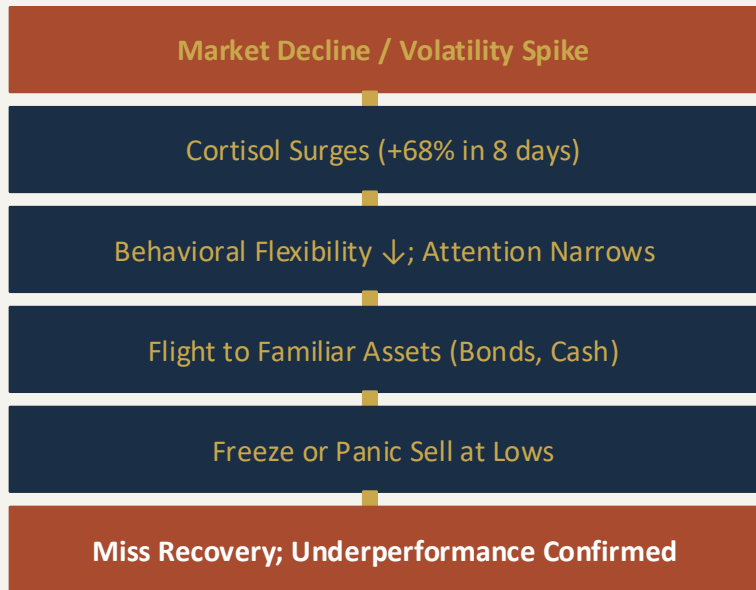 Market Decline / Volatility Spike
Cortisol Surges (+68% in 8 days)
Behavioral Flexibility ↓; Attention Narrows
Flight to Familiar Assets (Bonds, Cash)
Freeze or Panic Sell at Lows
Miss Recovery; Underperformance Confirmed